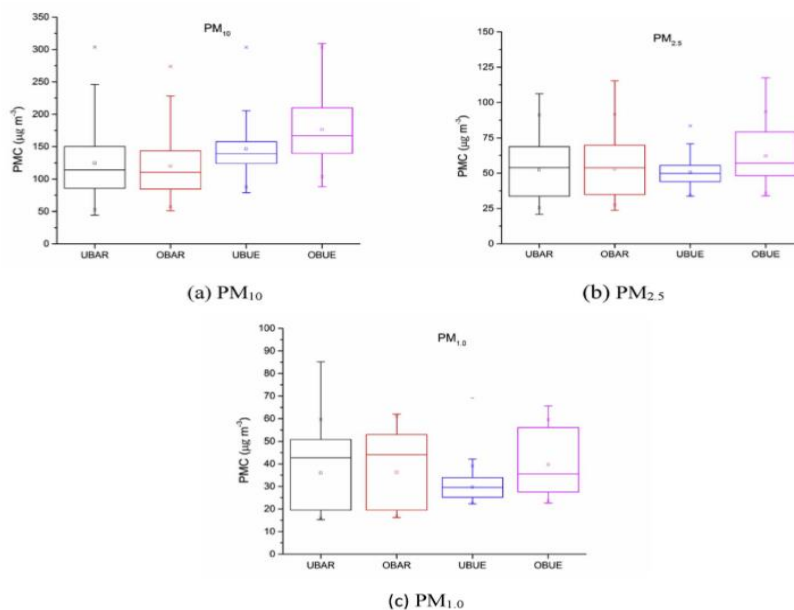 PM10
PMC (μg m-3)
350
300
250
200
150
100
50
0
UBAR OBAR UBUE OBUE
(a) PM10
PM2.5
PMC (μg m-3)
150
125
100
75
50
25
0
UBAR OBAR UBUE OBUE
(b) PM2.5
PM1.0
PMC (μg m-3)
100
90
80
70
60
50
40
30
20
10
0
UBAR OBAR UBUE OBUE
(c) PM1.0